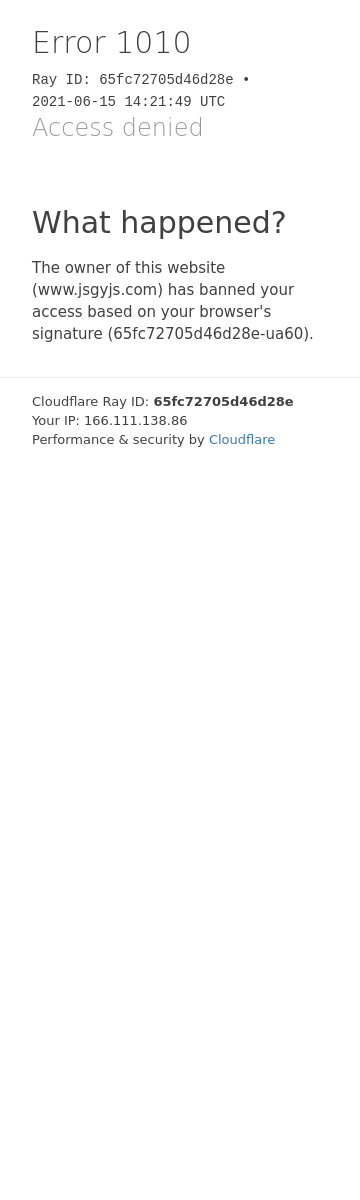 Error 1010
Ray ID: 65fc72705d46d28e •
2021-06-15 14:21:49 UTC
Access denied
What happened?
The owner of this website
(www.jsgyjs.com) has banned your
access based on your browser's
signature (65fc72705d46d28e-ua60).
Cloudflare Ray ID: 65fc72705d46d28e
Your IP: 166.111.138.86
Performance & security by Cloudflare